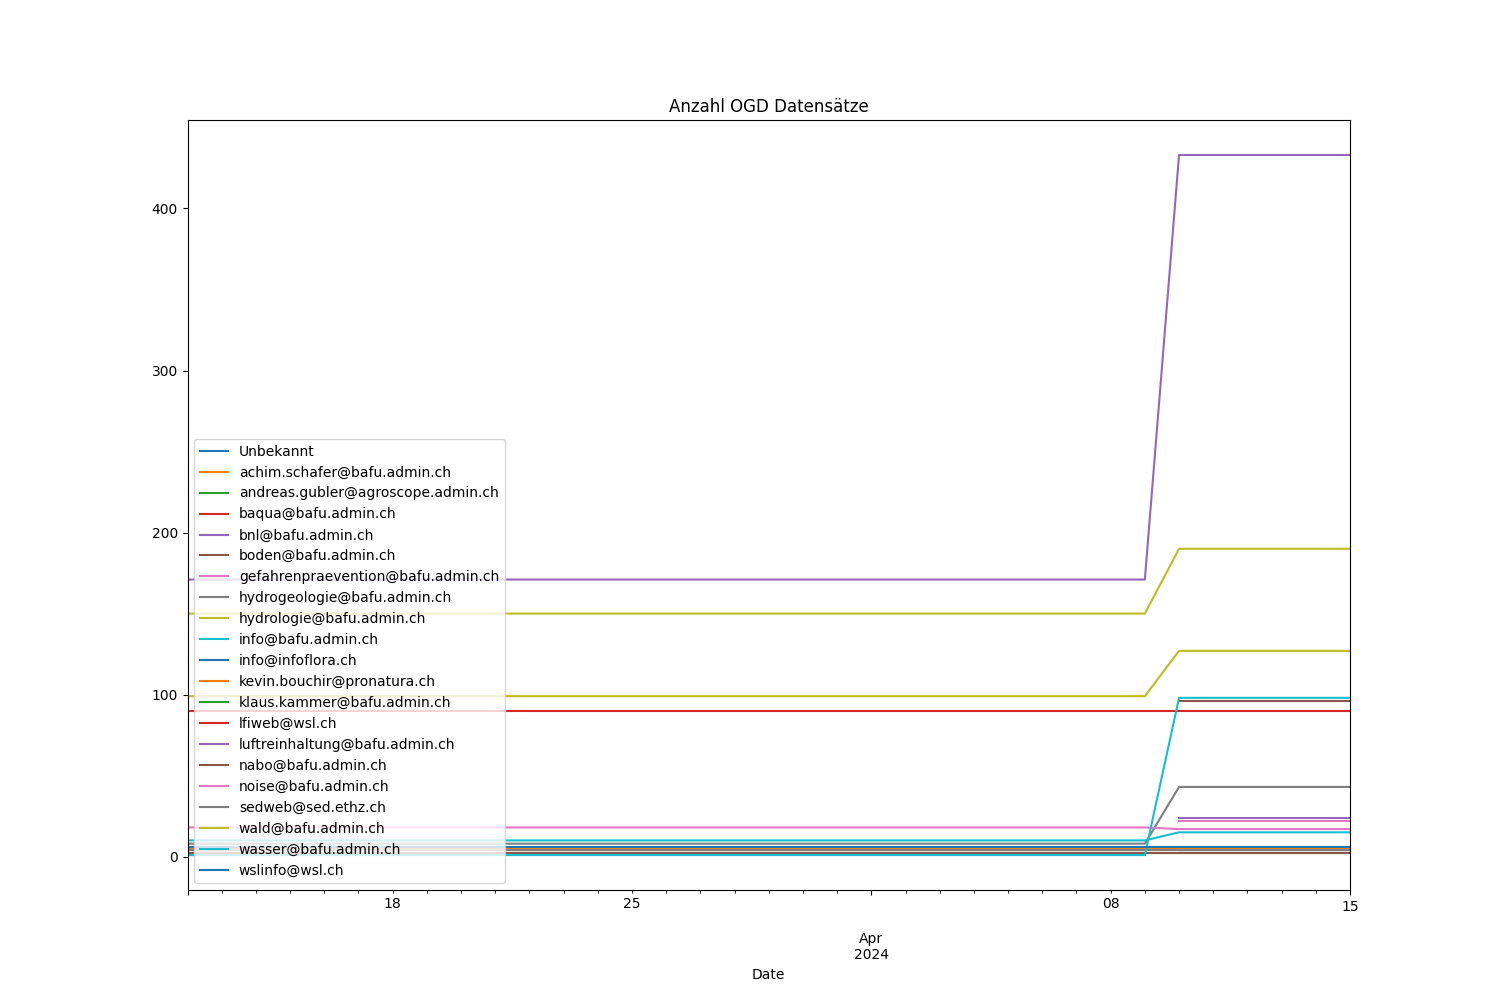 Anzahl OGD Datensätze
400
300
200
100
0
Unbekannt
achim.schafer@bafu.admin.ch
andreas.gubler@agroscope.admin.ch
baqua@bafu.admin.ch
bnl@bafu.admin.ch
boden@bafu.admin.ch
gefahrenpraevention@bafu.admin.ch
hydrogeologie@bafu.admin.ch
hydrologie@bafu.admin.ch
info@bafu.admin.ch
info@infoflora.ch
kevin.bouchir@pronatura.ch
klaus.kammer@bafu.admin.ch
lfiweb@wsl.ch
luftreinhaltung@bafu.admin.ch
nabo@bafu.admin.ch
noise@bafu.admin.ch
sedweb@sed.ethz.ch
wald@bafu.admin.ch
wasser@bafu.admin.ch
wslinfo@wsl.ch
18 25 08 15
Apr
2024
Date